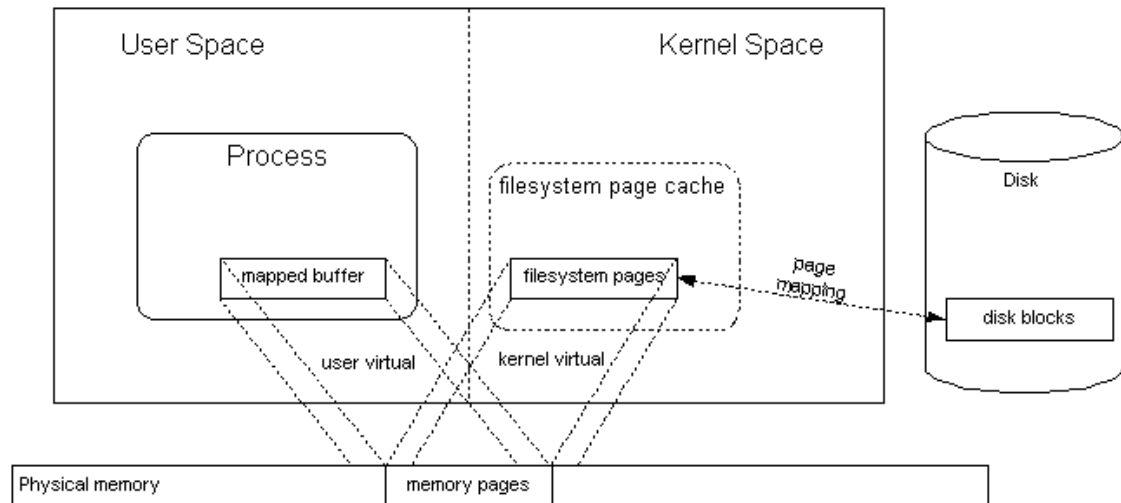 User Space
Kernel Space
Process
filesystem page cache
Disk
mapped buffer
filesystem pages
page
mapping
disk blocks
user virtual
kernel virtual
Physical memory
memory pages